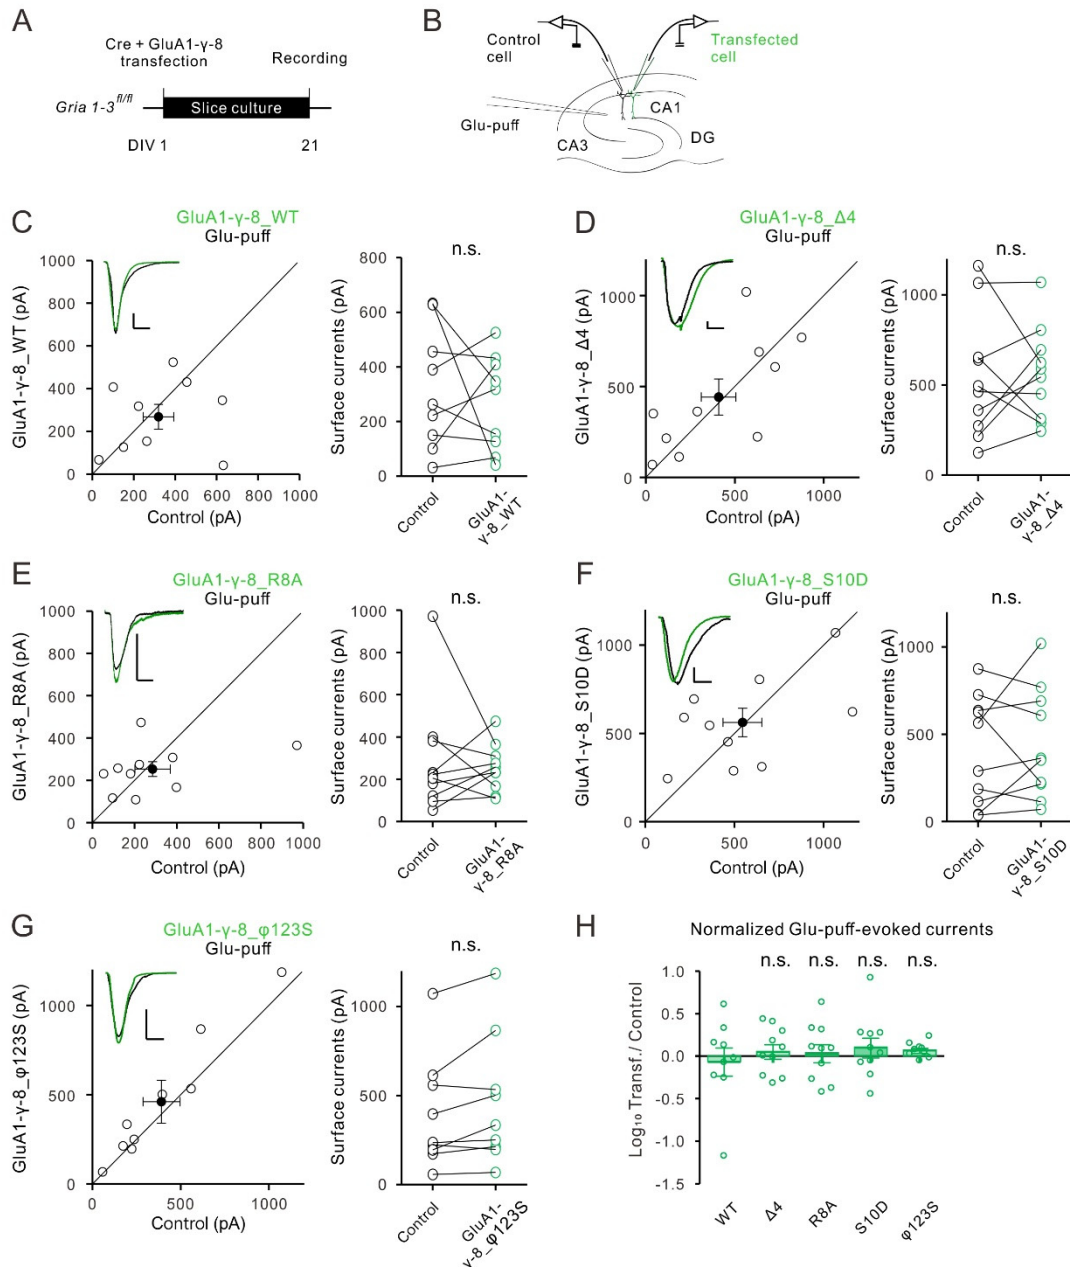 A
Cre + GluA1-γ-8
transfection
Recording
Gria 1-3 fl/fl
Slice culture
DIV 1
21
B
Control
cell
Transfected
cell
Glu-puff
CA1
CA3
DG
C
GluA1-γ-8_WT
Glu-puff
GluA1-γ-8_WT (pA)
1000
800
600
400
200
0
0 200 400 600 800 1000
Control (pA)
n.s.
Surface currents (pA)
800
600
400
200
0
Control
GluA1-
γ-8_WT
D
GluA1-γ-8_Δ4
Glu-puff
GluA1-γ-8_Δ4 (pA)
1000
500
0
0 500 1000
Control (pA)
n.s.
Surface currents (pA)
1000
500
0
Control
GluA1-
γ-8_Δ4
E
GluA1-γ-8_R8A
Glu-puff
GluA1-γ-8_R8A (pA)
1000
800
600
400
200
0
0 200 400 600 800 1000
Control (pA)
n.s.
Surface currents (pA)
1000
800
600
400
200
0
Control
GluA1-
γ-8_R8A
F
GluA1-γ-8_S10D
Glu-puff
GluA1-γ-8_S10D (pA)
1000
500
0
0 500 1000
Control (pA)
n.s.
Surface currents (pA)
1000
500
0
Control
GluA1-
γ-8_S10D
G
GluA1-γ-8_φ123S
Glu-puff
GluA1-γ-8_φ123S (pA)
1000
500
0
0 500 1000
Control (pA)
n.s.
Surface currents (pA)
1000
500
0
Control
GluA1-
γ-8_φ123S
H
Normalized Glu-puff-evoked currents
n.s. n.s. n.s. n.s.
Log₁₀ Transf./ Control
1.0
0.5
0.0
-0.5
-1.0
-1.5
WT
Δ4
R8A
S10D
φ123S